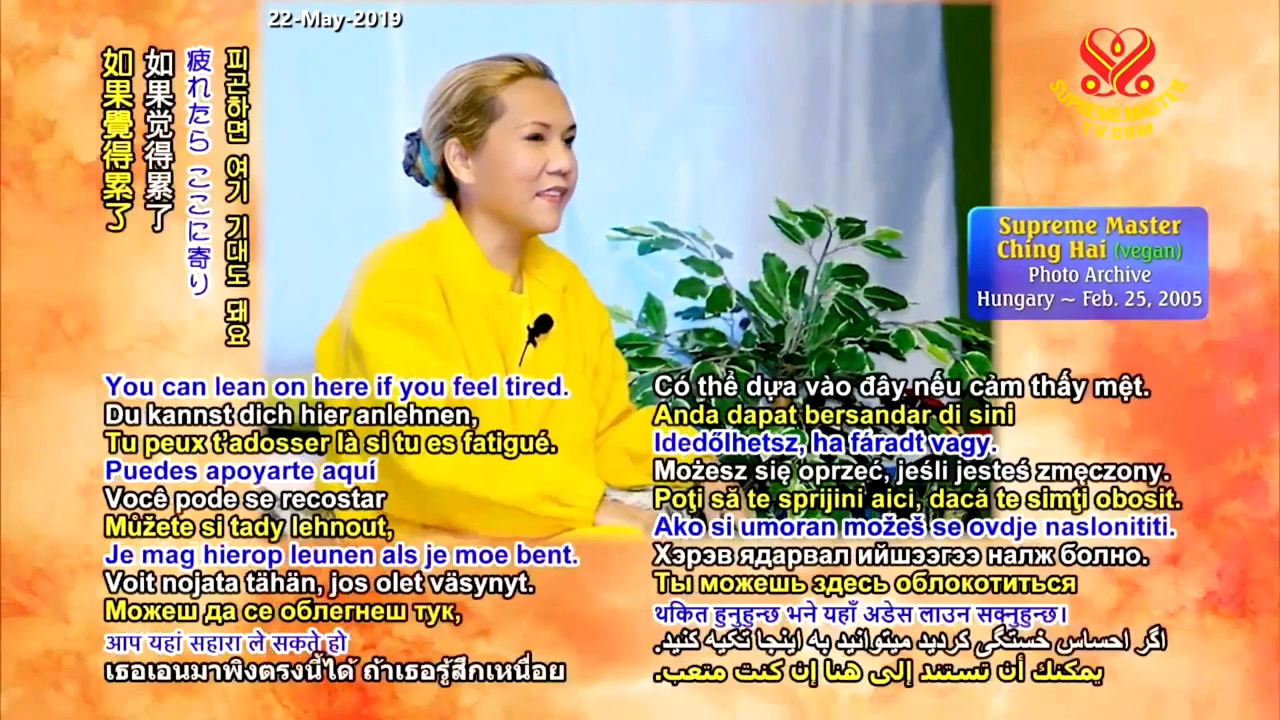 22-May-2019
SUPREME MASTER
TV.COM
피곤하면 여기 기대도 돼요
疲れたら ここに寄り
如果觉得累了
如果覺得累了
Supreme Master
Ching Hai (vegan)
Photo Archive
Hungary ~ Feb. 25, 2005
You can lean on here if you feel tired.
Du kannst dich hier anlehnen,
Tu peux t’adosser là si tu es fatigué.
Puedes apoyarte aquí
Você pode se recostar
Můžete si tady lehnout,
Je mag hierop leunen als je moe bent.
Voit nojata tähän, jos olet väsynyt.
Можеш да се облегнеш тук,
आप यहां सहारा ले सकते हो
เธอเอนมาพิงตรงนี้ได้ ถ้าเธอรู้สึกเหนื่อย
Có thể dựa vào đây nếu cảm thấy mệt.
Anda dapat bersandar di sini
Idedőlhetsz, ha fáradt vagy.
Możesz się oprzeć, jeśli jesteś zmęczony.
Poţi să te sprijini aici, dacă te simţi obosit.
Ako si umoran možeš se ovdje naslonititi.
Хэрэв ядарвал ийшээгээ налж болно.
Ты можешь здесь облокотиться
थकित हुनुहुन्छ भने यहाँ अडेस लाउन सक्नुहुन्छ।
اگر احساس خستگی کردید میتوانید به اینجا تکیه کنید.
يمكنك أن تستند إلى هنا إن كنت متعب.